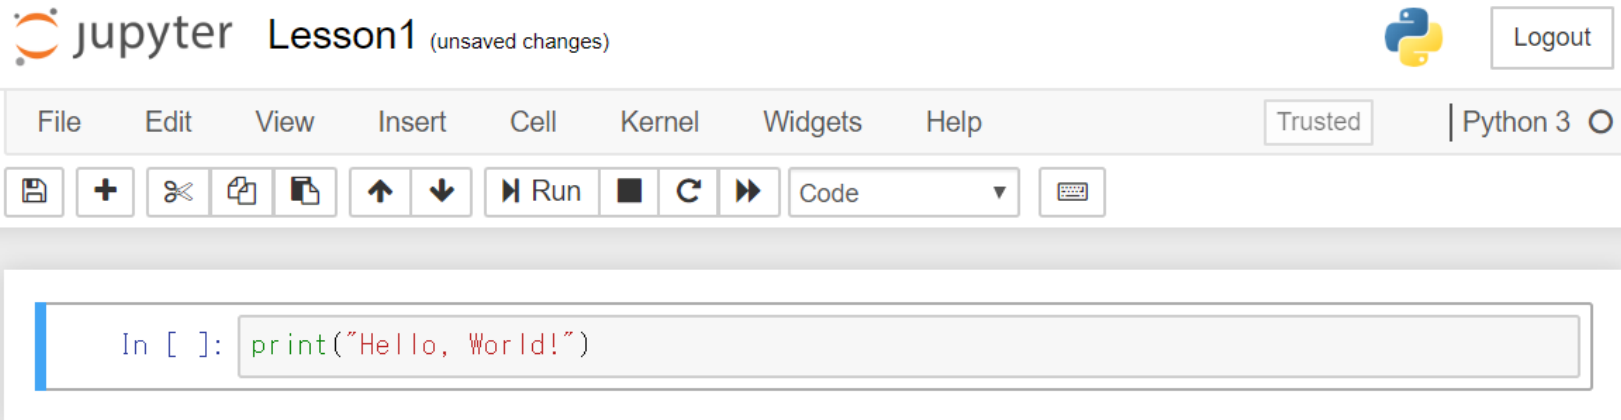 jupyter Lesson1 (unsaved changes) Logout
File Edit View Insert Cell Kernel Widgets Help Trusted Python 3
Run Code
In [ ]: print("Hello, World!")